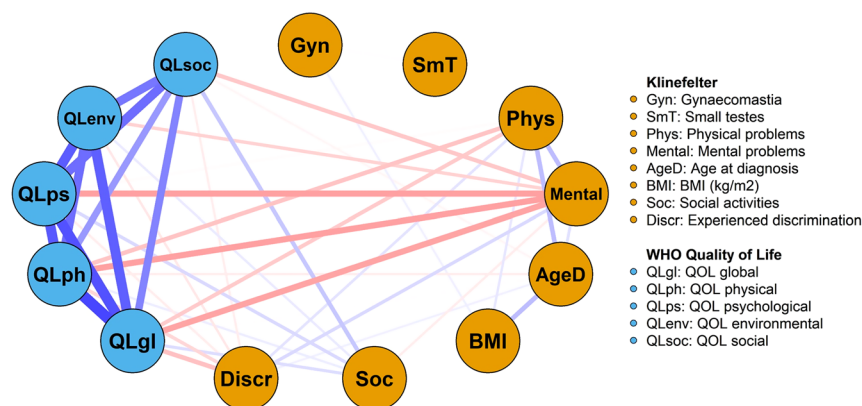 Gyn
SmT
QLsoc
QLenv
Phys
QLps
Mental
QLph
AgeD
QLgl
BMI
Discr
Soc
Klinefelter
Gyn: Gynaecomastia
SmT: Small testes
Phys: Physical problems
Mental: Mental problems
AgeD: Age at diagnosis
BMI: BMI (kg/m2)
Soc: Social activities
Discr: Experienced discrimination
WHO Quality of Life
QLgl: QOL global
QLph: QOL physical
QLps: QOL psychological
QLenv: QOL environmental
QLsoc: QOL social